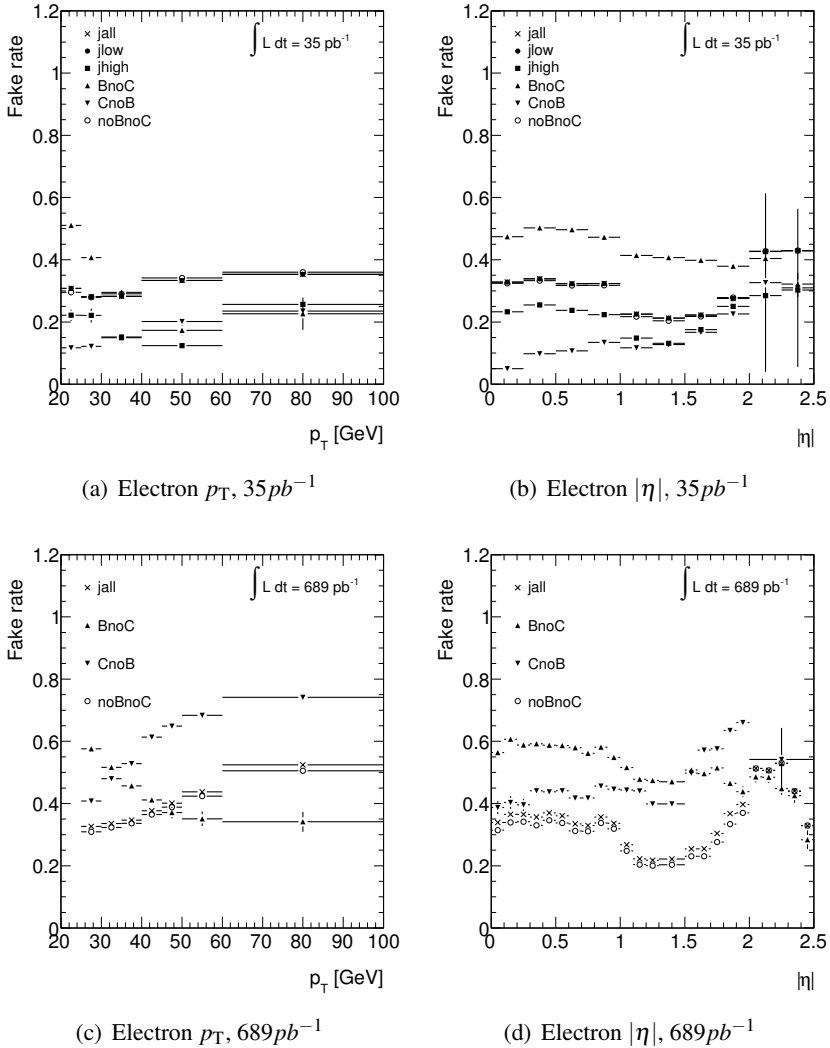 Fake rate
1.2
1
0.8
0.6
0.4
0.2
0
jall
jlow
jhigh
BnoC
CnoB
noBnoC
∫ L dt = 35 pb⁻¹
20 30 40 50 60 70 80 90 100
p_T [GeV]
(a) Electron p_T, 35pb⁻¹
Fake rate
1.2
1
0.8
0.6
0.4
0.2
0
jall
jlow
jhigh
BnoC
CnoB
noBnoC
∫ L dt = 35 pb⁻¹
0 0.5 1 1.5 2 2.5
|η|
(b) Electron |η|, 35pb⁻¹
Fake rate
1.2
1
0.8
0.6
0.4
0.2
0
jall
BnoC
CnoB
noBnoC
∫ L dt = 689 pb⁻¹
20 30 40 50 60 70 80 90 100
p_T [GeV]
(c) Electron p_T, 689pb⁻¹
Fake rate
1.2
1
0.8
0.6
0.4
0.2
0
jall
BnoC
CnoB
noBnoC
∫ L dt = 689 pb⁻¹
0 0.5 1 1.5 2 2.5
|η|
(d) Electron |η|, 689pb⁻¹